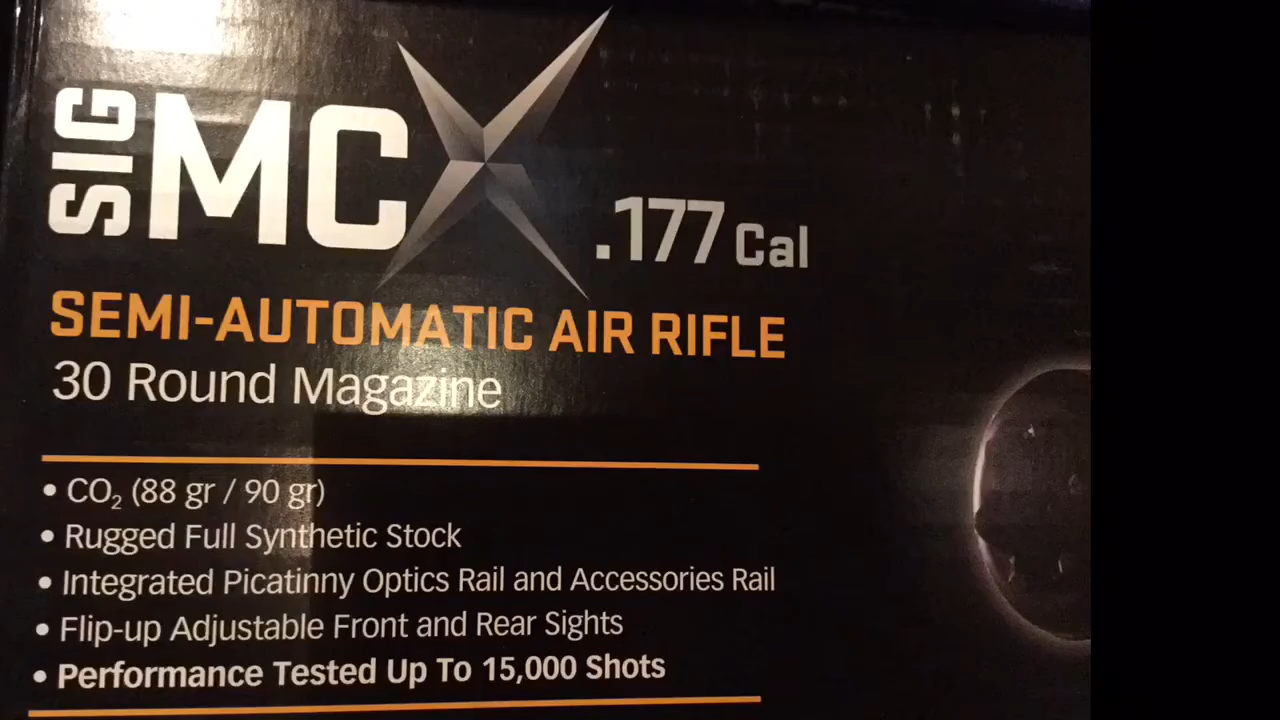 SIG MCX .177 Cal
SEMI-AUTOMATIC AIR RIFLE
30 Round Magazine
• CO₂ (88 gr / 90 gr)
• Rugged Full Synthetic Stock
• Integrated Picatinny Optics Rail and Accessories Rail
• Flip-up Adjustable Front and Rear Sights
• Performance Tested Up To 15,000 Shots